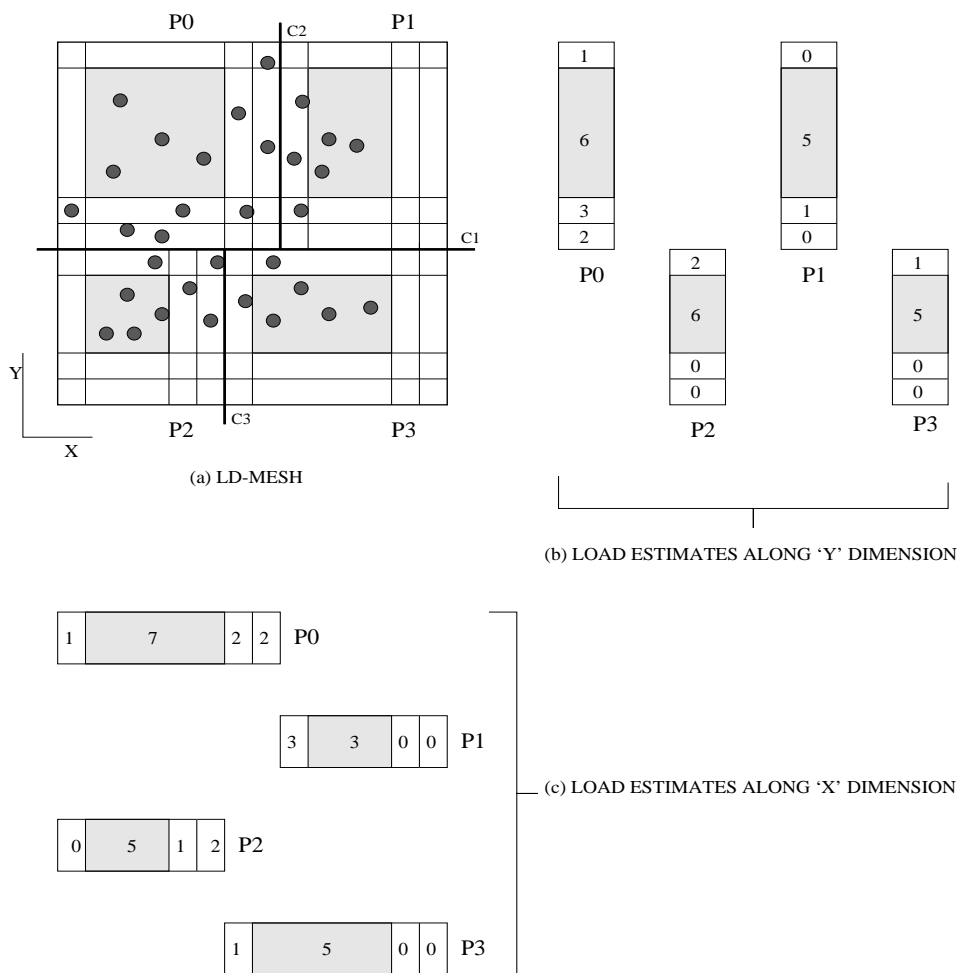 P0
C2
P1
C1
Y
X
P2
C3
P3
(a) LD-MESH
1
6
3
2
P0
0
5
1
0
P1
2
6
0
0
P2
1
5
0
0
P3
(b) LOAD ESTIMATES ALONG ‘Y’ DIMENSION
1 7 2 2 P0
3 3 0 0 P1
0 5 1 2 P2
1 5 0 0 P3
(c) LOAD ESTIMATES ALONG ‘X’ DIMENSION